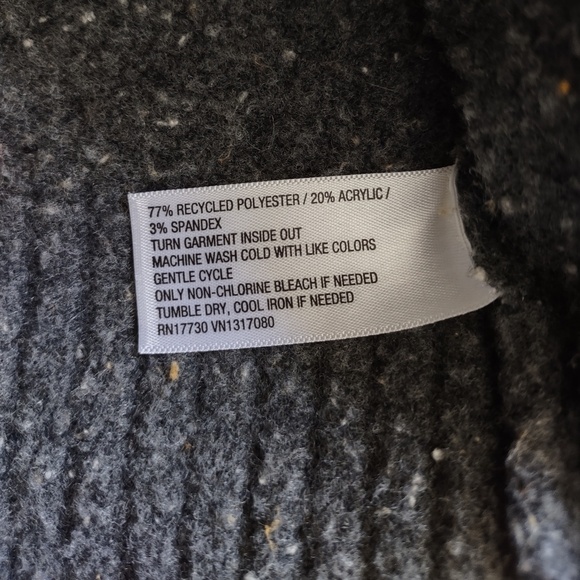 77% RECYCLED POLYESTER / 20% ACRYLIC /
3% SPANDEX
TURN GARMENT INSIDE OUT
MACHINE WASH COLD WITH LIKE COLORS
GENTLE CYCLE
ONLY NON-CHLORINE BLEACH IF NEEDED
TUMBLE DRY, COOL IRON IF NEEDED
RN17730 VN1317080